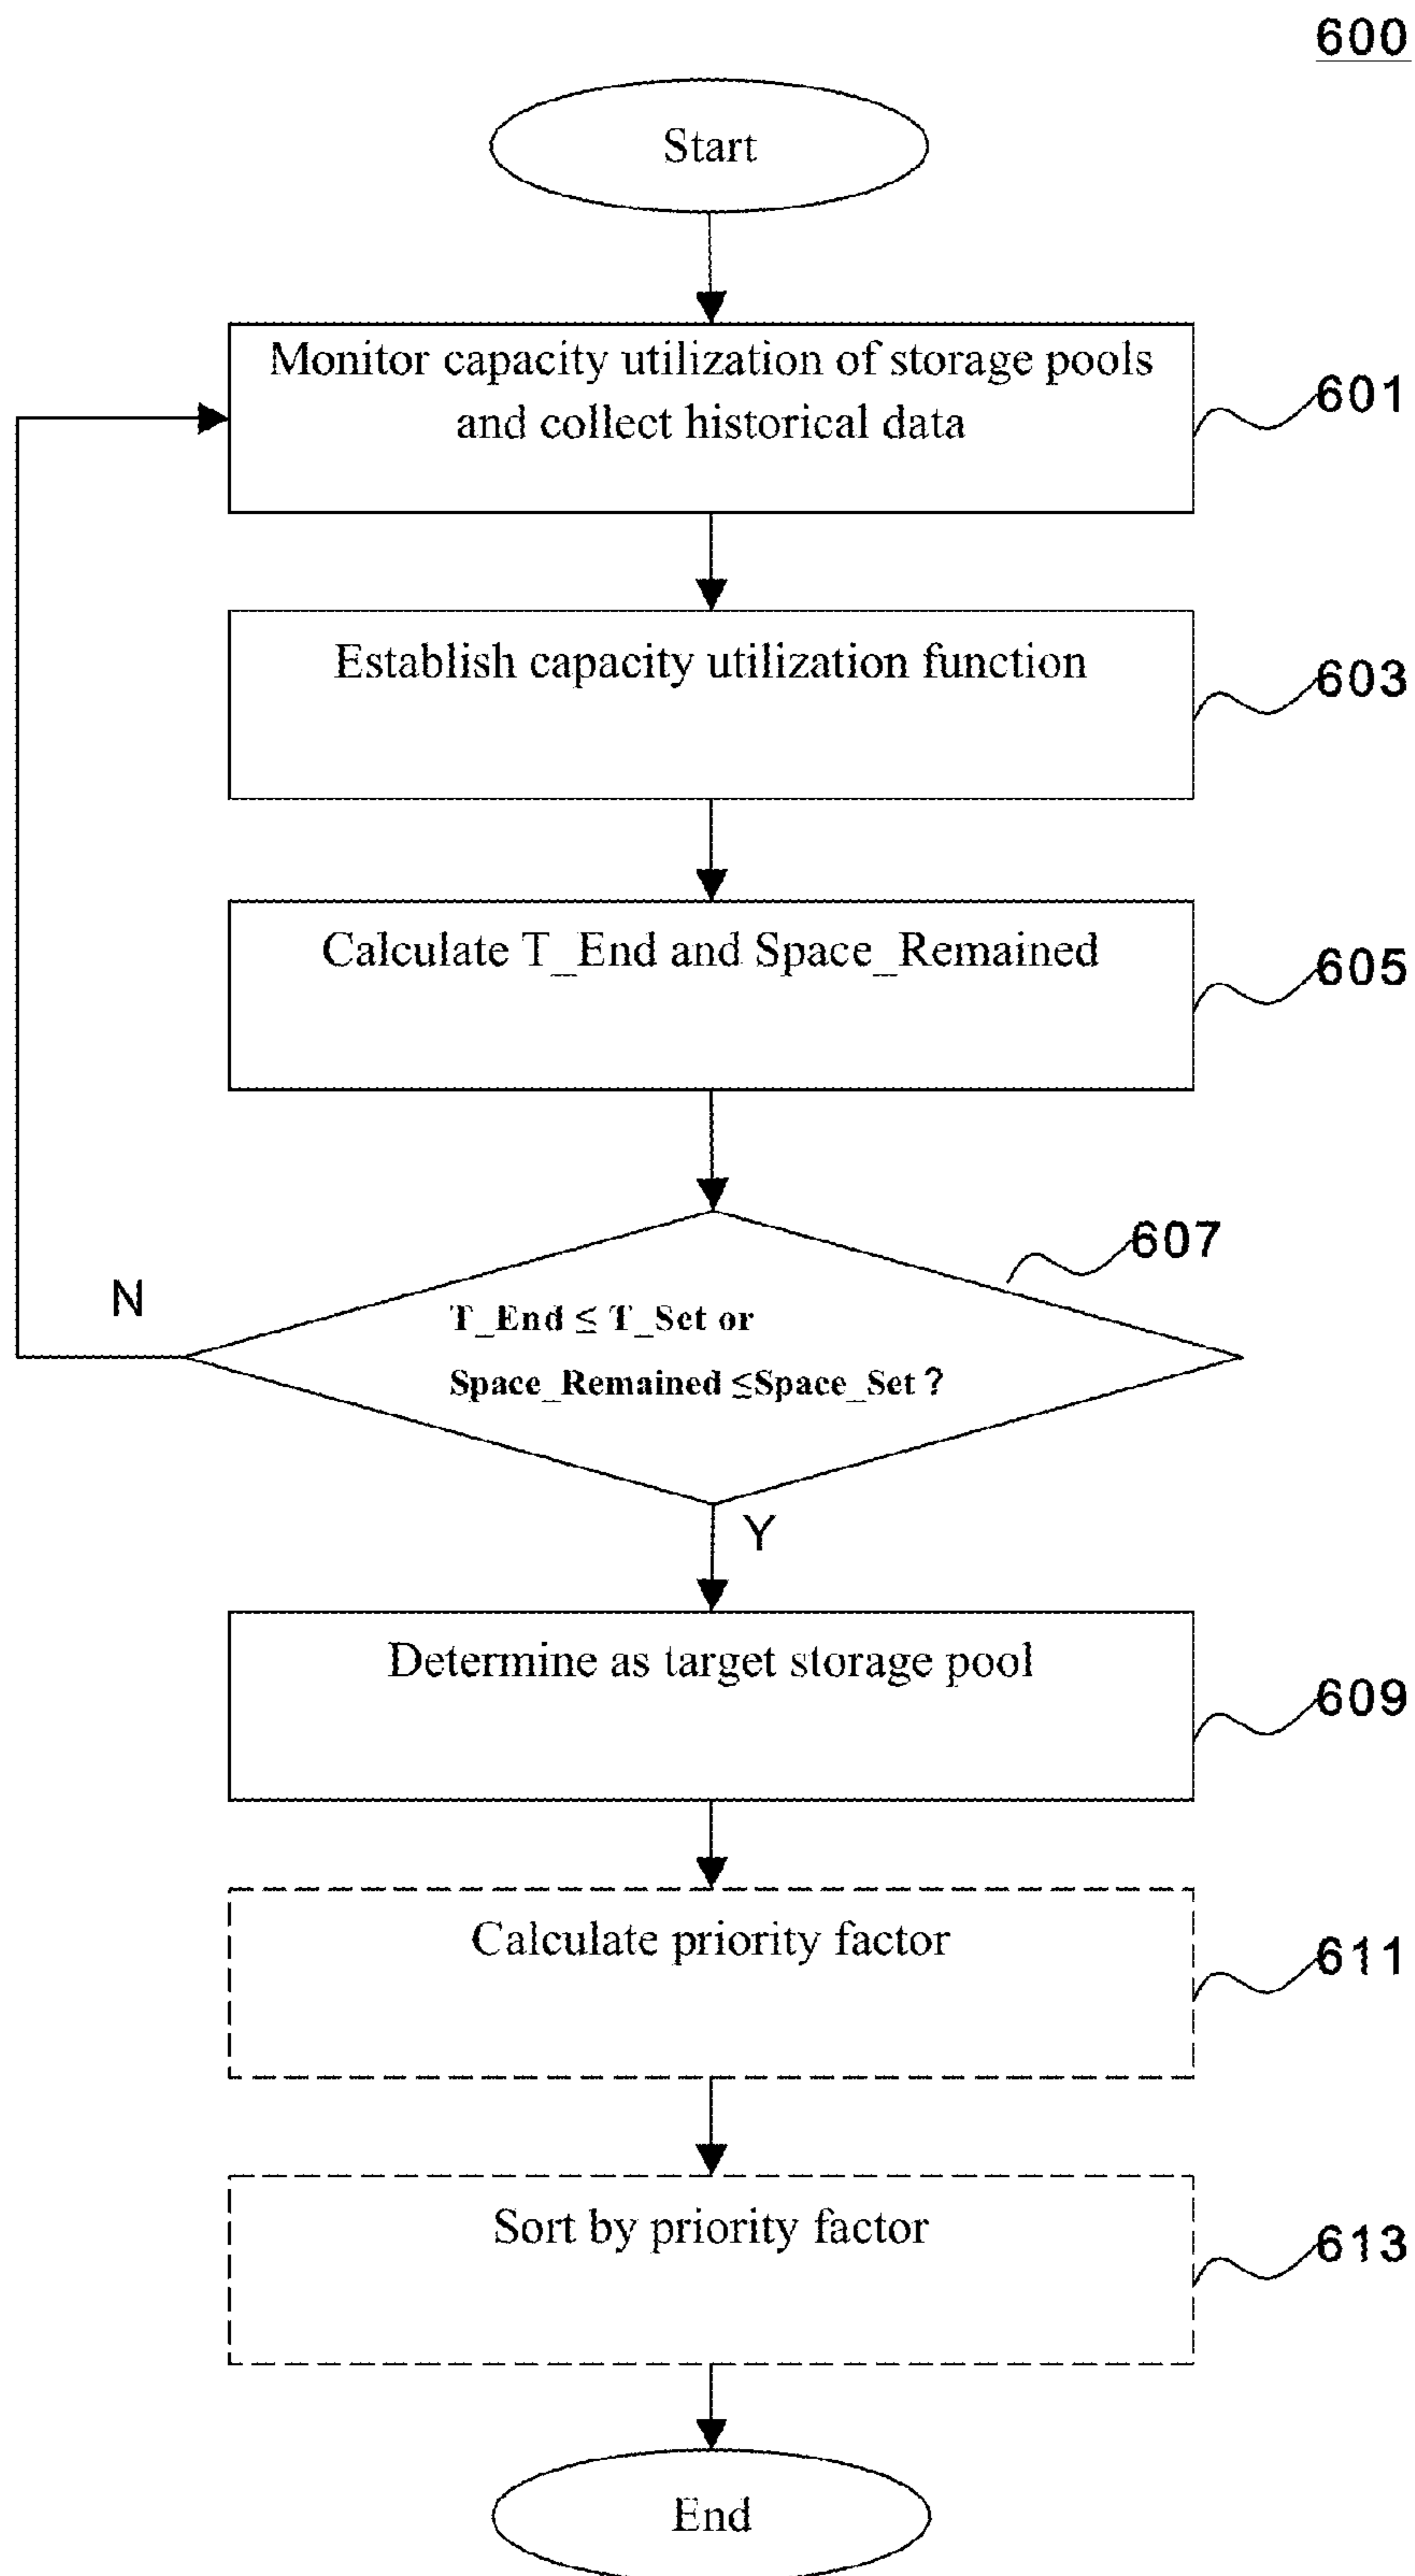 600
Start
Monitor capacity utilization of storage pools
and collect historical data
601
Establish capacity utilization function
603
Calculate T_End and Space_Remained
605
607
N
T_End ≦ T_Set or
Space_Remained ≦Space_Set ?
Y
Determine as target storage pool
609
Calculate priority factor
611
Sort by priority factor
613
End